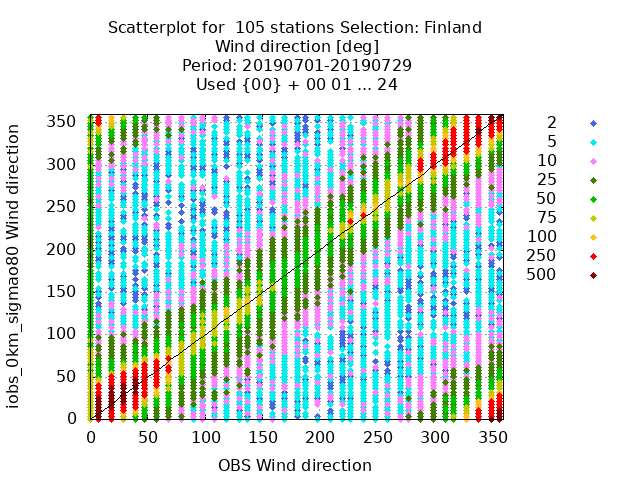 Scatterplot for  105 stations Selection: Finland
Wind direction [deg]
Period: 20190701-20190729
Used {00} + 00 01 ... 24
iobs_0km_sigmao80 Wind direction
350
300
250
200
150
100
50
0
0 50 100 150 200 250 300 350
OBS Wind direction
2
5
10
25
50
75
100
250
500